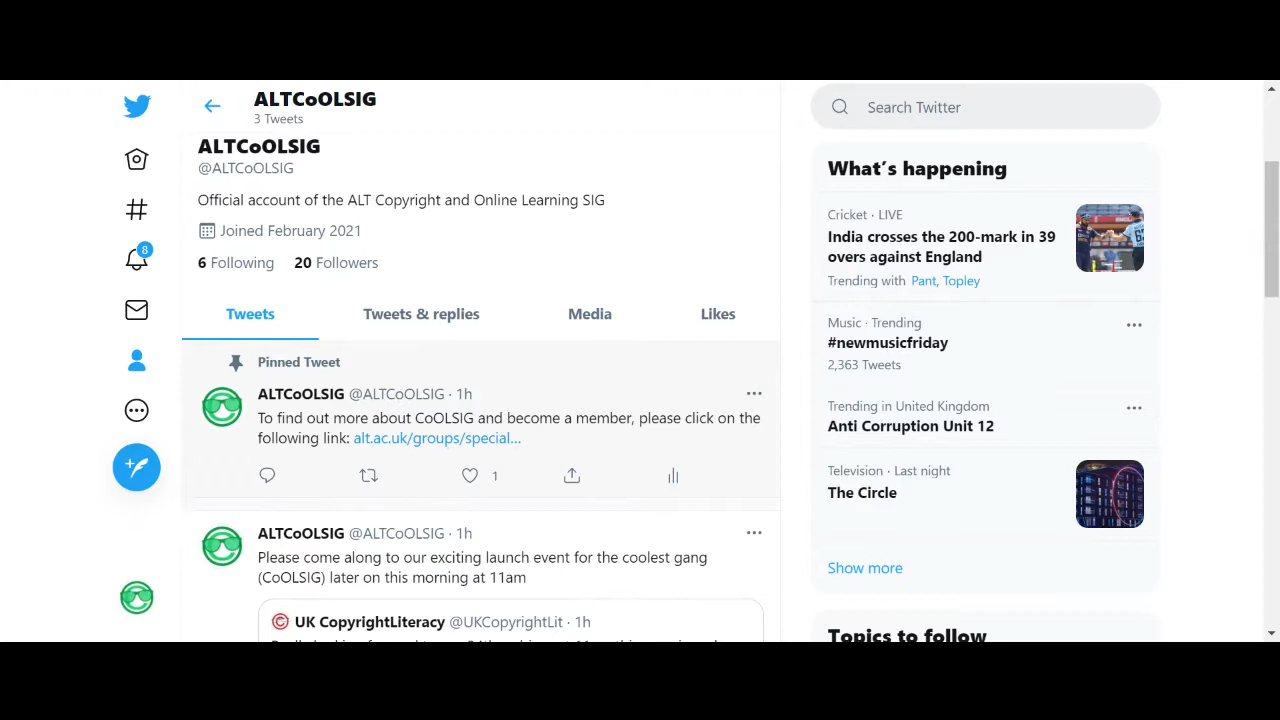 ALTCoOLSIG
3 Tweets
ALTCoOLSIG
@ALTCoOLSIG
Official account of the ALT Copyright and Online Learning SIG
Joined February 2021
6 Following 20 Followers
Tweets Tweets & replies Media Likes
Pinned Tweet
ALTCoOLSIG @ALTCoOLSIG · 1h
To find out more about CoOLSIG and become a member, please click on the
following link: alt.ac.uk/groups/special...
1
ALTCoOLSIG @ALTCoOLSIG · 1h
Please come along to our exciting launch event for the coolest gang
(CoOLSIG) later on this morning at 11am
UK CopyrightLiteracy @UKCopyrightLit · 1h
8
Search Twitter
What's happening
Cricket · LIVE
India crosses the 200-mark in 39
overs against England
Trending with Pant, Topley
Music · Trending
#newmusicfriday
2,363 Tweets
Trending in United Kingdom
Anti Corruption Unit 12
Television · Last night
The Circle
Show more
Topics to follow